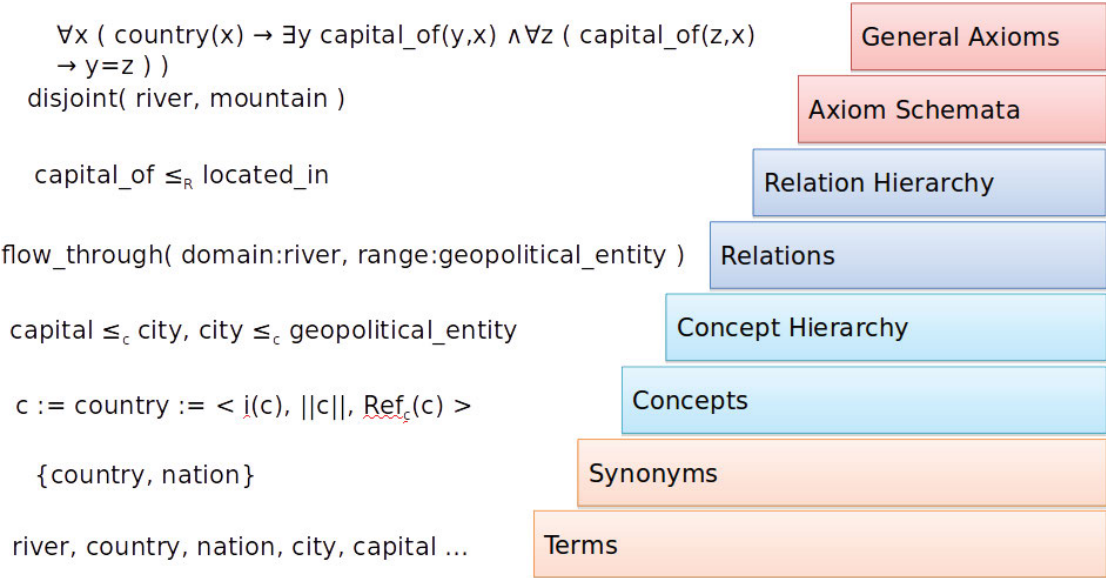 ∀x ( country(x) → ∃y capital_of(y,x) ∧∀z ( capital_of(z,x)
→ y=z ) )
General Axioms
disjoint( river, mountain )
Axiom Schemata
capital_of ≤R located_in
Relation Hierarchy
flow_through( domain:river, range:geopolitical_entity )
Relations
capital ≤c city, city ≤c geopolitical_entity
Concept Hierarchy
c := country := < i(c), ||c||, Refc(c) >
Concepts
{country, nation}
Synonyms
river, country, nation, city, capital ...
Terms